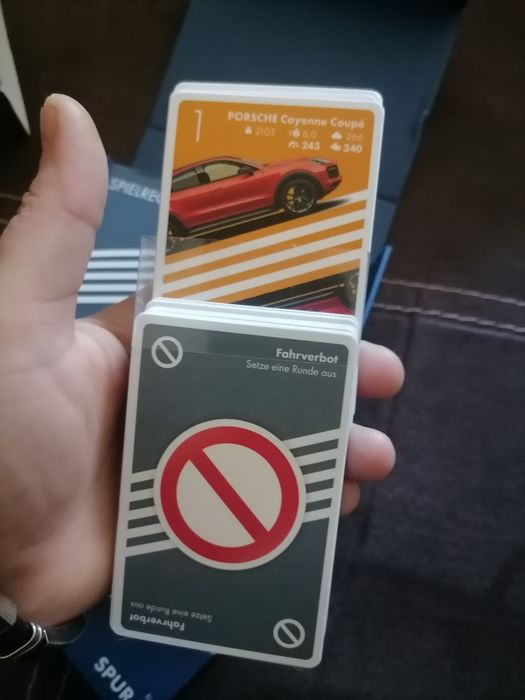 1
PORSCHE Cayenne Coupé
2105 6,0 266
243 340
SPIELRE
Fahrverbot
Setze eine Runde aus
Setze eine Runde aus
Fahrverbot
SPUR